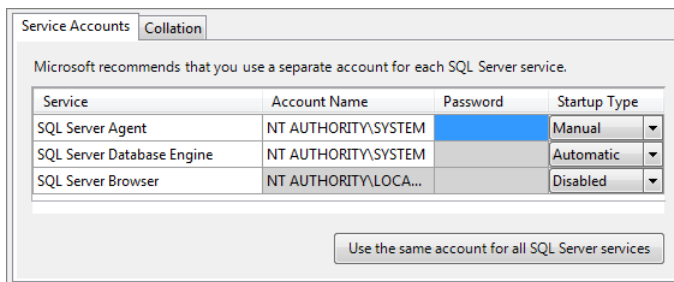 Service Accounts Collation
Microsoft recommends that you use a separate account for each SQL Server service.
Service Account Name Password Startup Type
SQL Server Agent NT AUTHORITY\SYSTEM Manual
SQL Server Database Engine NT AUTHORITY\SYSTEM Automatic
SQL Server Browser NT AUTHORITY\LOCA... Disabled
Use the same account for all SQL Server services